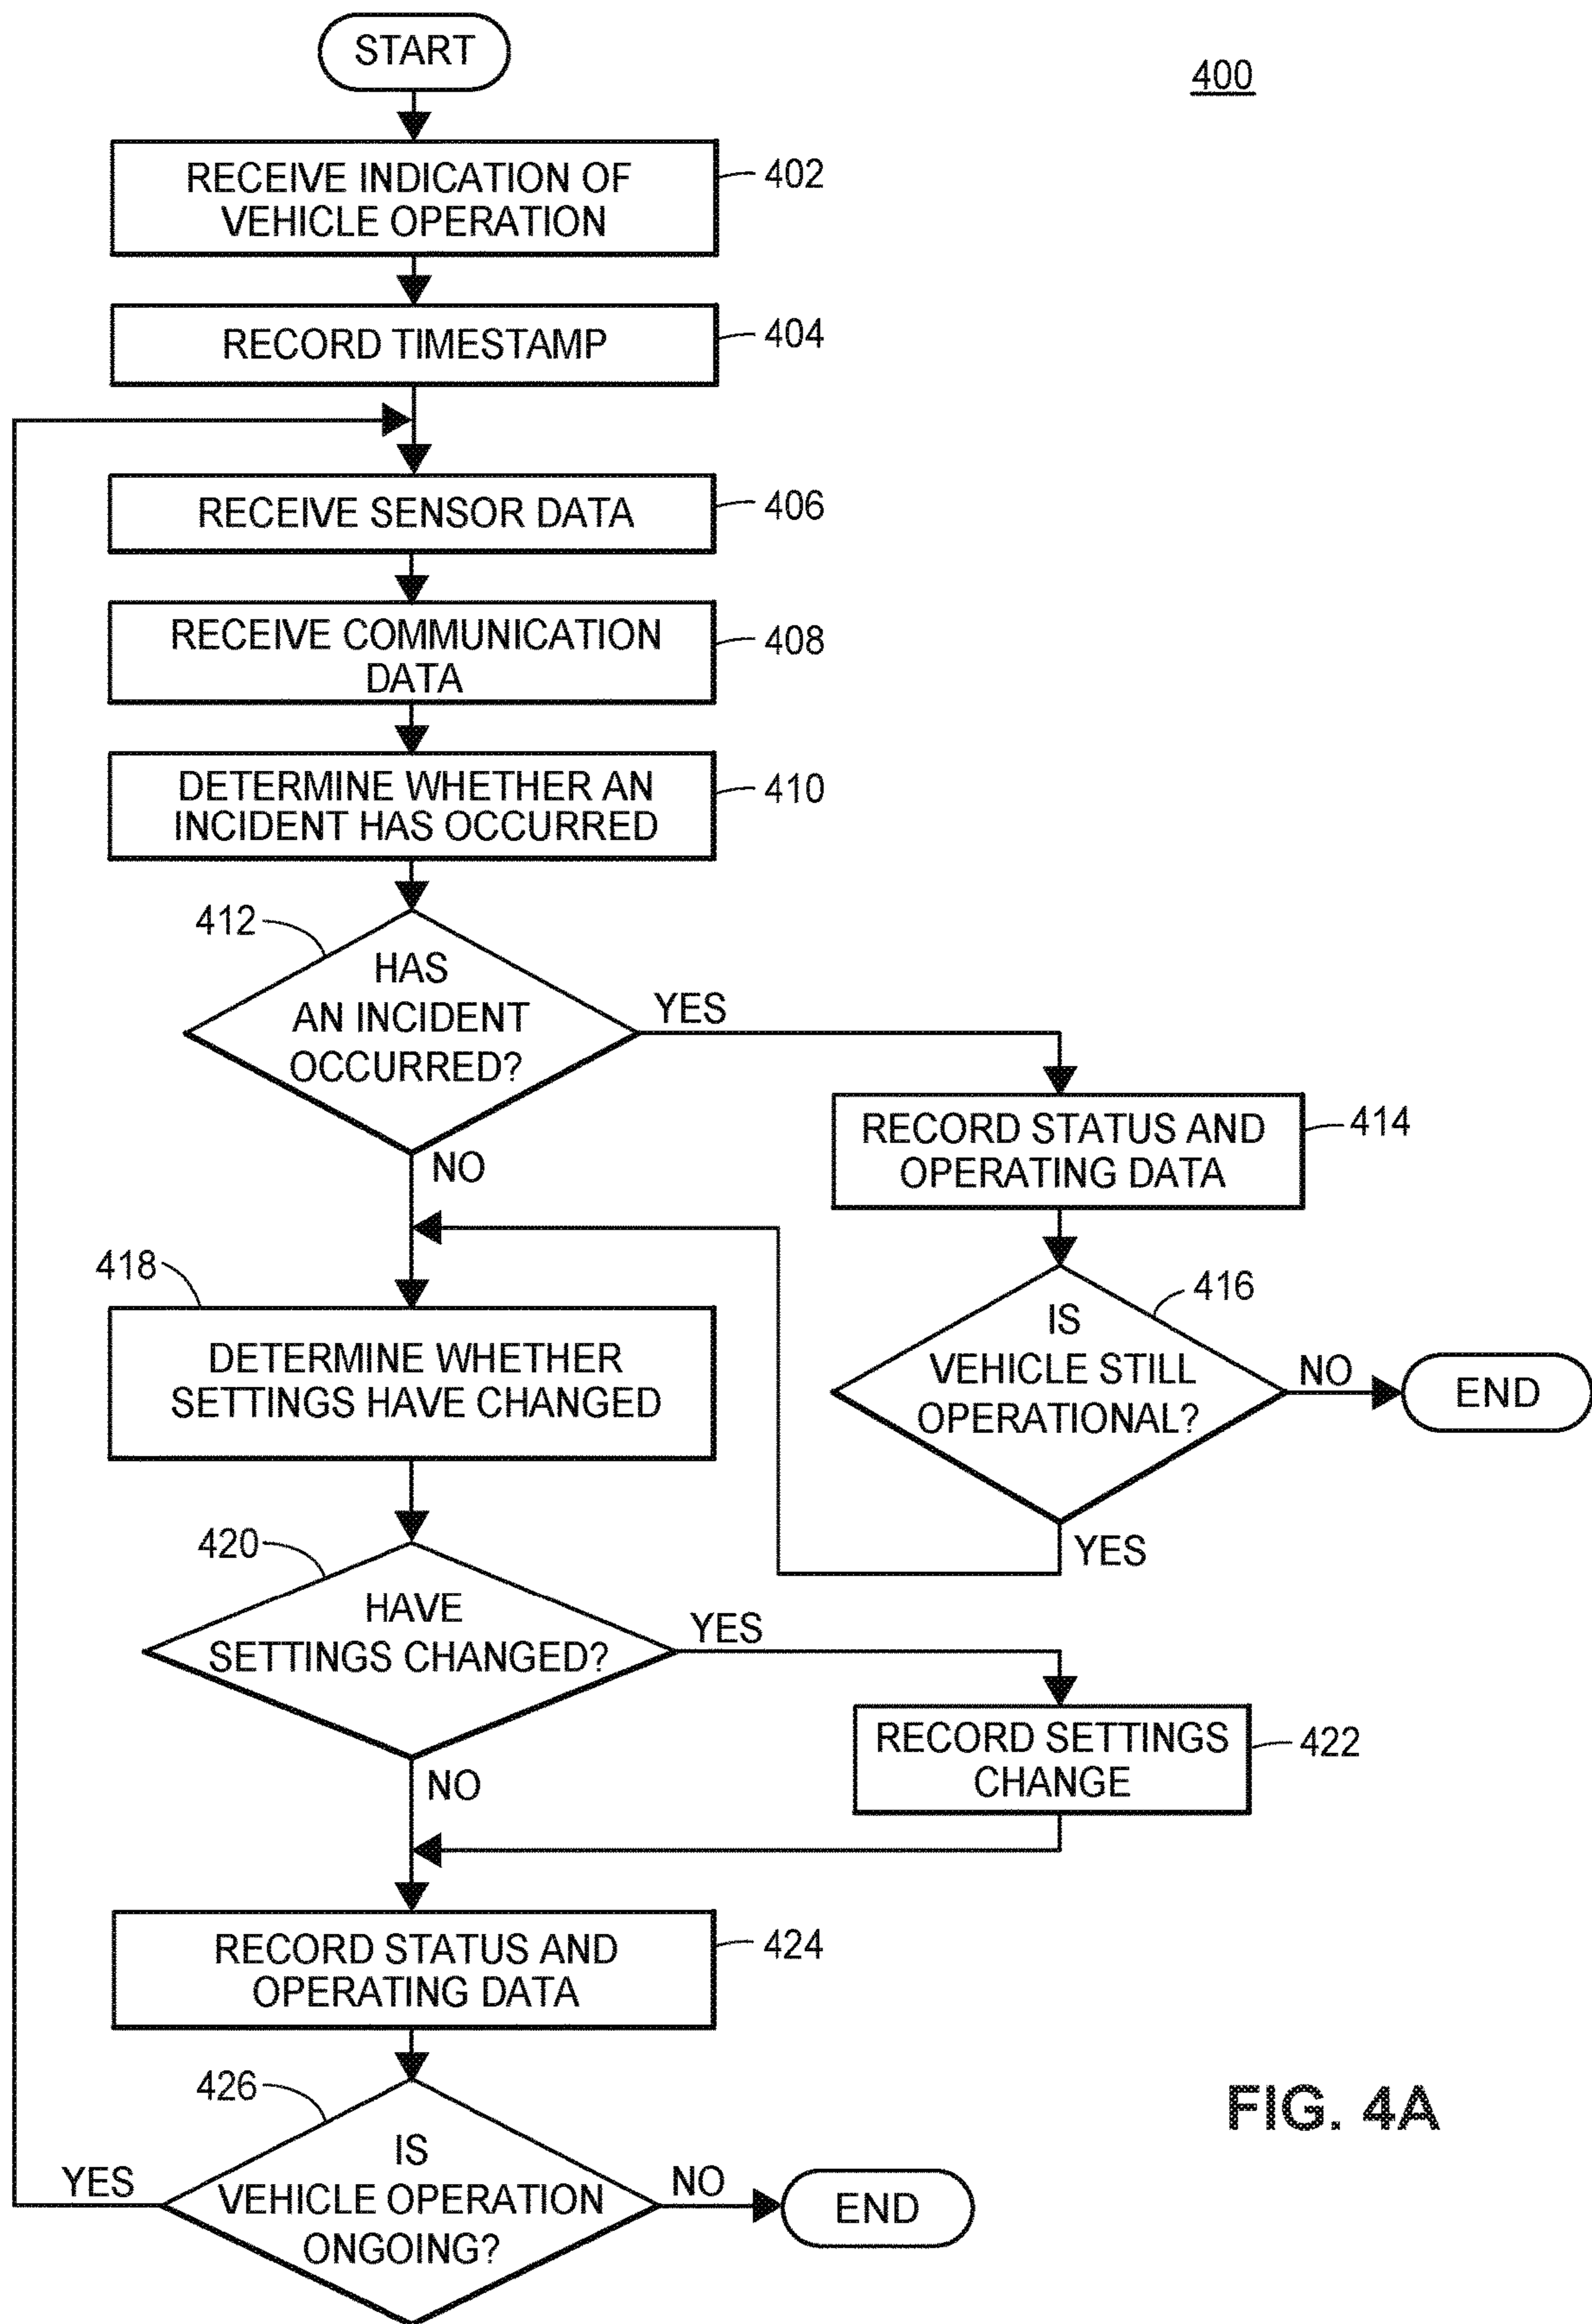 START
400
RECEIVE INDICATION OF
VEHICLE OPERATION
402
RECORD TIMESTAMP
404
RECEIVE SENSOR DATA
406
RECEIVE COMMUNICATION
DATA
408
DETERMINE WHETHER AN
INCIDENT HAS OCCURRED
410
412
HAS
AN INCIDENT
OCCURRED?
YES
NO
RECORD STATUS AND
OPERATING DATA
414
416
IS
VEHICLE STILL
OPERATIONAL?
NO
END
YES
418
DETERMINE WHETHER
SETTINGS HAVE CHANGED
420
HAVE
SETTINGS CHANGED?
YES
NO
RECORD SETTINGS
CHANGE
422
RECORD STATUS AND
OPERATING DATA
424
426
IS
VEHICLE OPERATION
ONGOING?
YES
NO
END
FIG. 4A